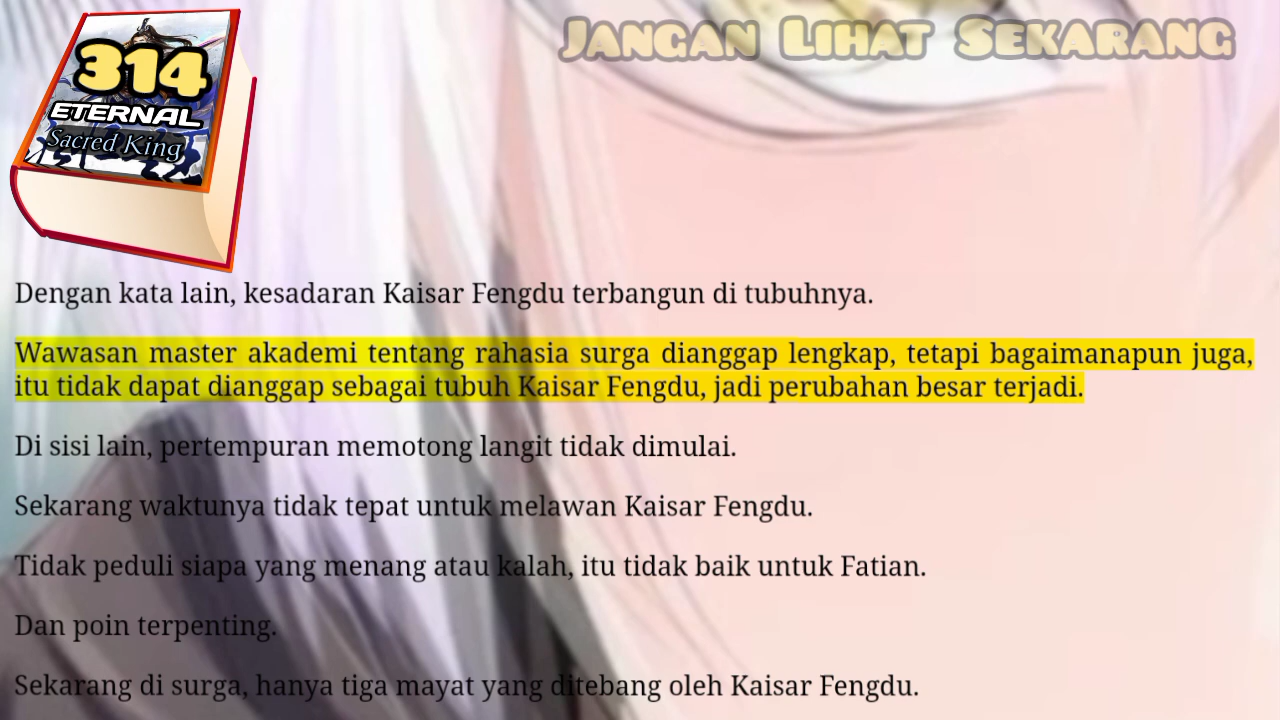 Jangan Lihat Sekarang
314
ETERNAL
Sacred King
Dengan kata lain, kesadaran Kaisar Fengdu terbangun di tubuhnya.
Wawasan master akademi tentang rahasia surga dianggap lengkap, tetapi bagaimanapun juga,
itu tidak dapat dianggap sebagai tubuh Kaisar Fengdu, jadi perubahan besar terjadi.
Di sisi lain, pertempuran memotong langit tidak dimulai.
Sekarang waktunya tidak tepat untuk melawan Kaisar Fengdu.
Tidak peduli siapa yang menang atau kalah, itu tidak baik untuk Fatian.
Dan poin terpenting.
Sekarang di surga, hanya tiga mayat yang ditebang oleh Kaisar Fengdu.